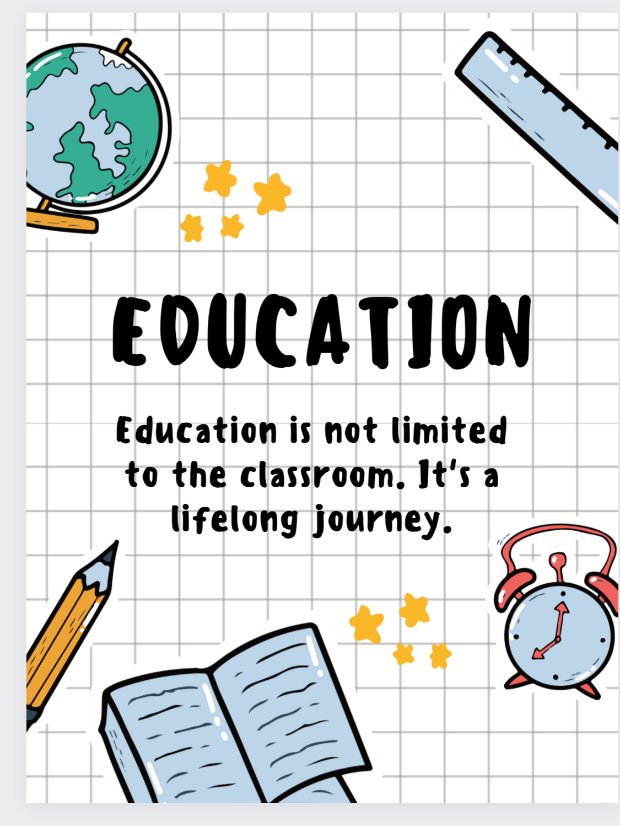 EDUCATION
Education is not limited
to the classroom. It's a
lifelong journey.